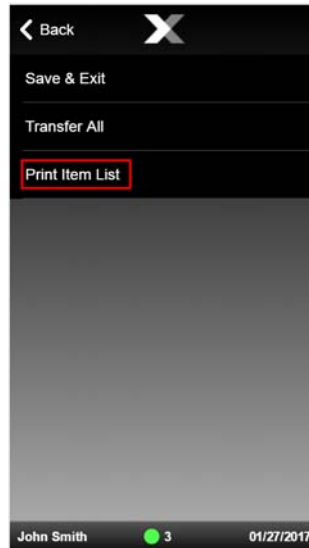 Back
Save & Exit
Transfer All
Print Item List
John Smith 3 01/27/2017